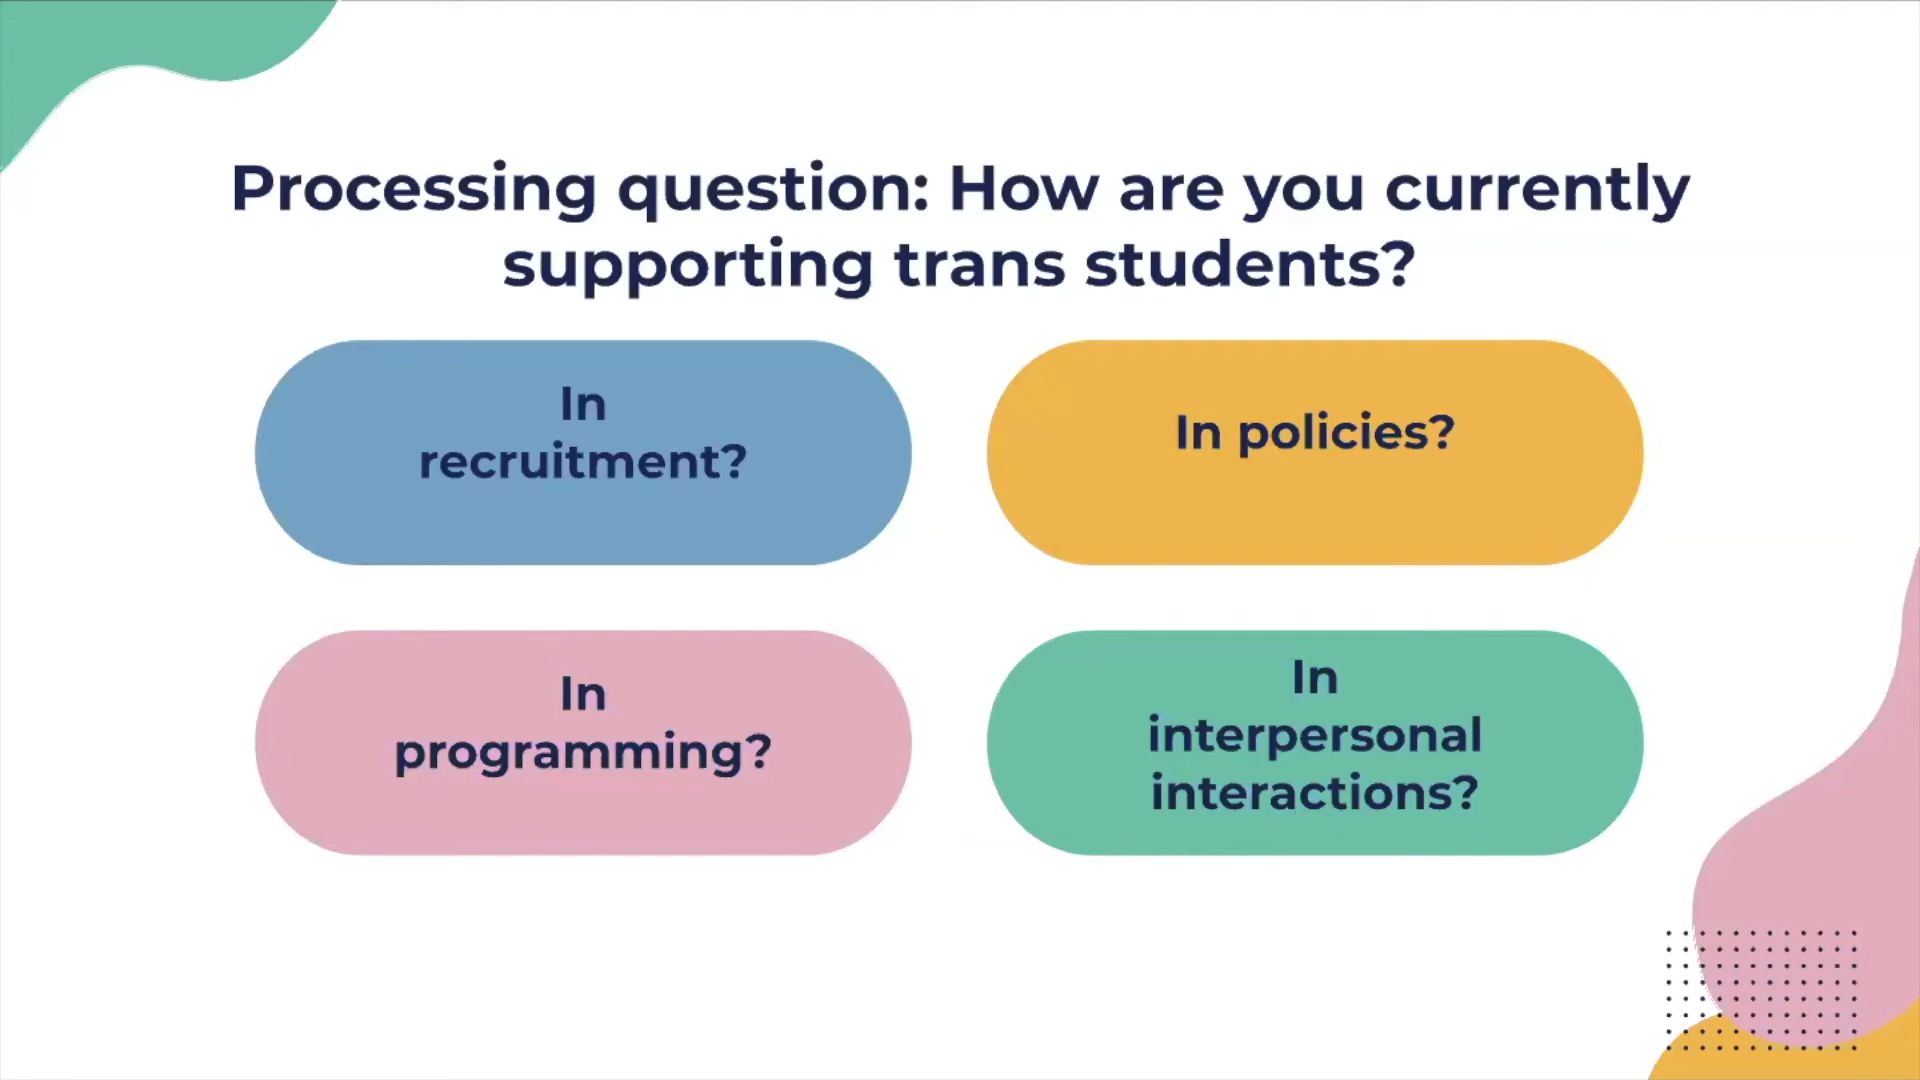 Processing question: How are you currently
supporting trans students?
In
recruitment?
In policies?
In
programming?
In
interpersonal
interactions?